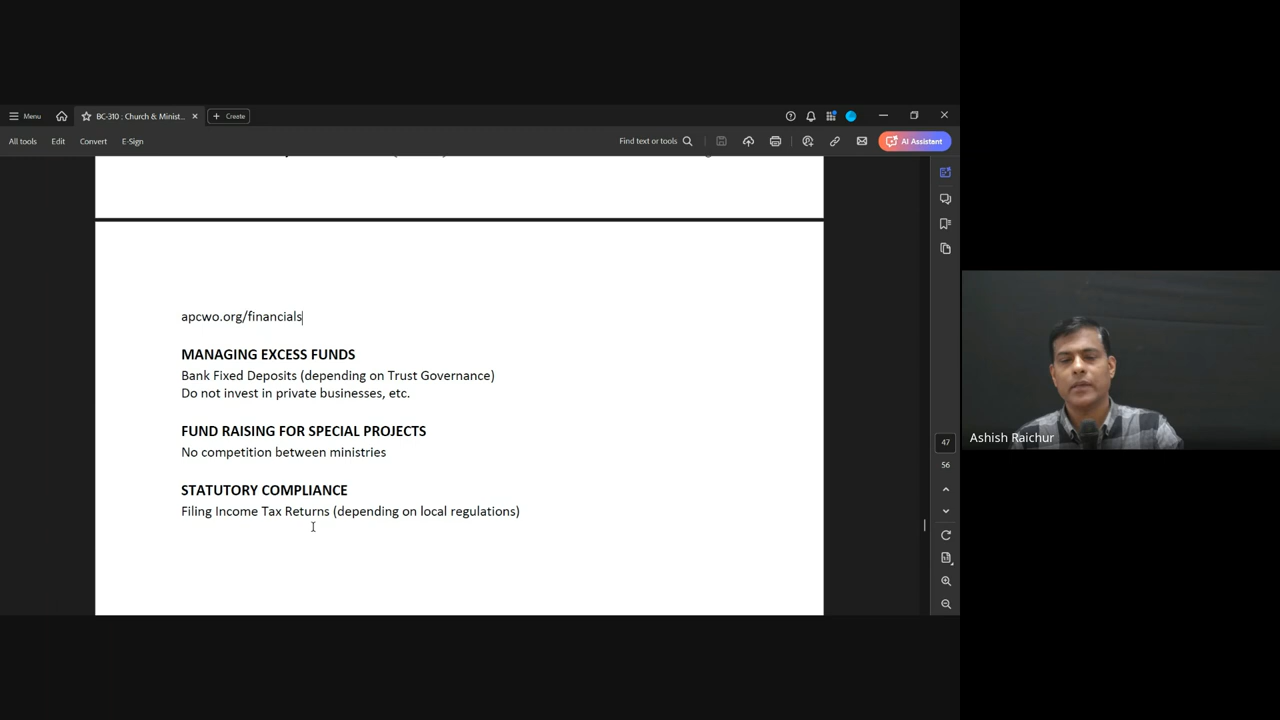 Menu
BC-310 : Church & Minist...
Create
All tools
Edit
Convert
E-Sign
Find text or tools
AI Assistant
apcwo.org/financials
MANAGING EXCESS FUNDS
Bank Fixed Deposits (depending on Trust Governance)
Do not invest in private businesses, etc.
FUND RAISING FOR SPECIAL PROJECTS
No competition between ministries
STATUTORY COMPLIANCE
Filing Income Tax Returns (depending on local regulations)
47
56
Ashish Raichur